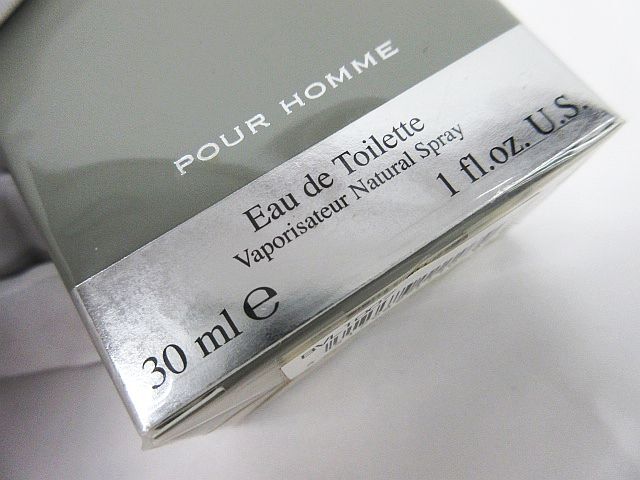 POUR HOMME
Eau de Toilette
Vaporisateur Natural Spray
30 ml e
1 fl.oz. U.S.